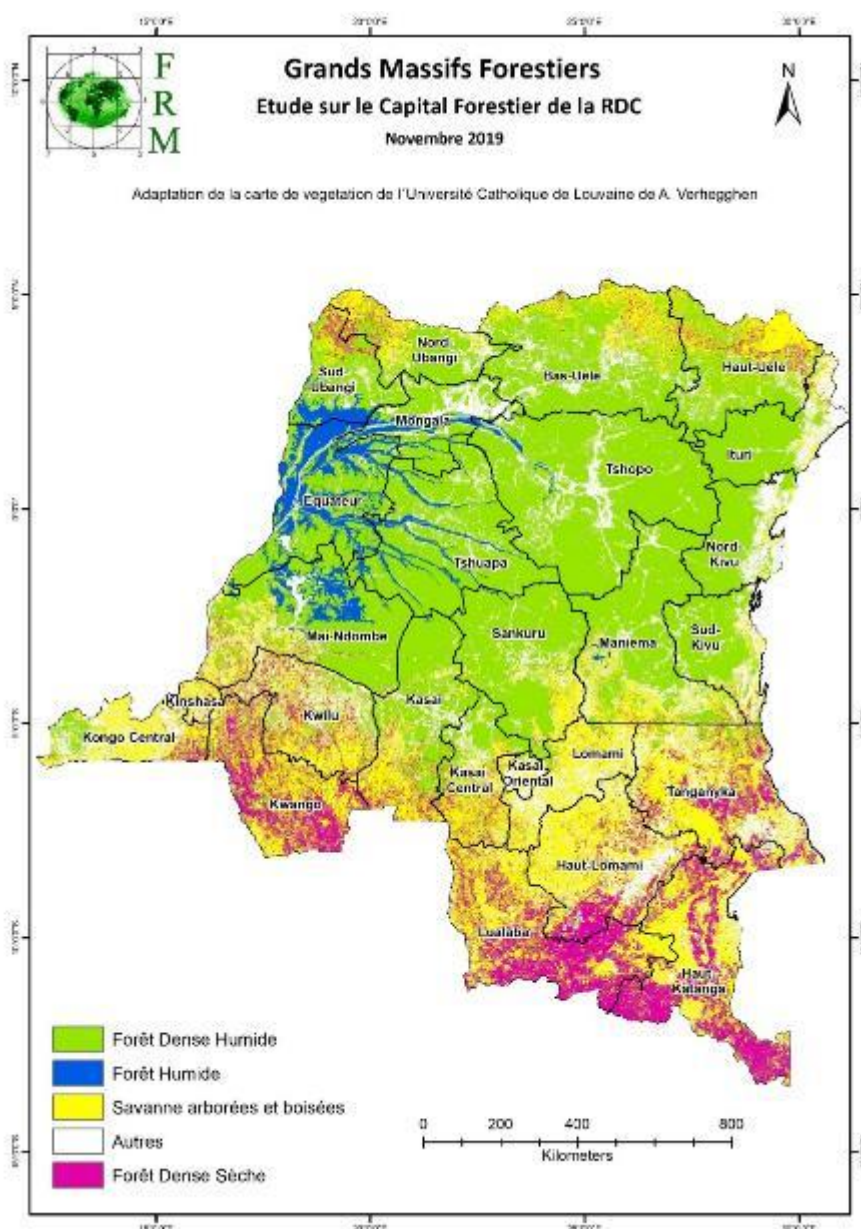 F
R
M
Grands Massifs Forestiers
Etude sur le Capital Forestier de la RDC
Novembre 2019
N
Adaptation de la carte de vegetation de l'Université Catholique de Louvaine de A. Verhegghen
Nord
Ubangi
Sud-
Ubangi
Bas-Uele
Haut-Uele
Mongala
Ituri
Tshopo
Equateur
Nord
Kivu
Tshuapa
Mai-Ndombe
Sankuru
Maniema
Sud-
Kivu
Kinshasa
Kasai
Kwilu
Kongo Central
Lomami
Kasai
Oriental
Kasai
Central
Tanganyka
Kwango
Haut-Lomami
Lualaba
Haut
Katanga
Forêt Dense Humide
Forêt Humide
Savanne arborées et boisées
Autres
Forêt Dense Sèche
0 200 400 800
Kilometers